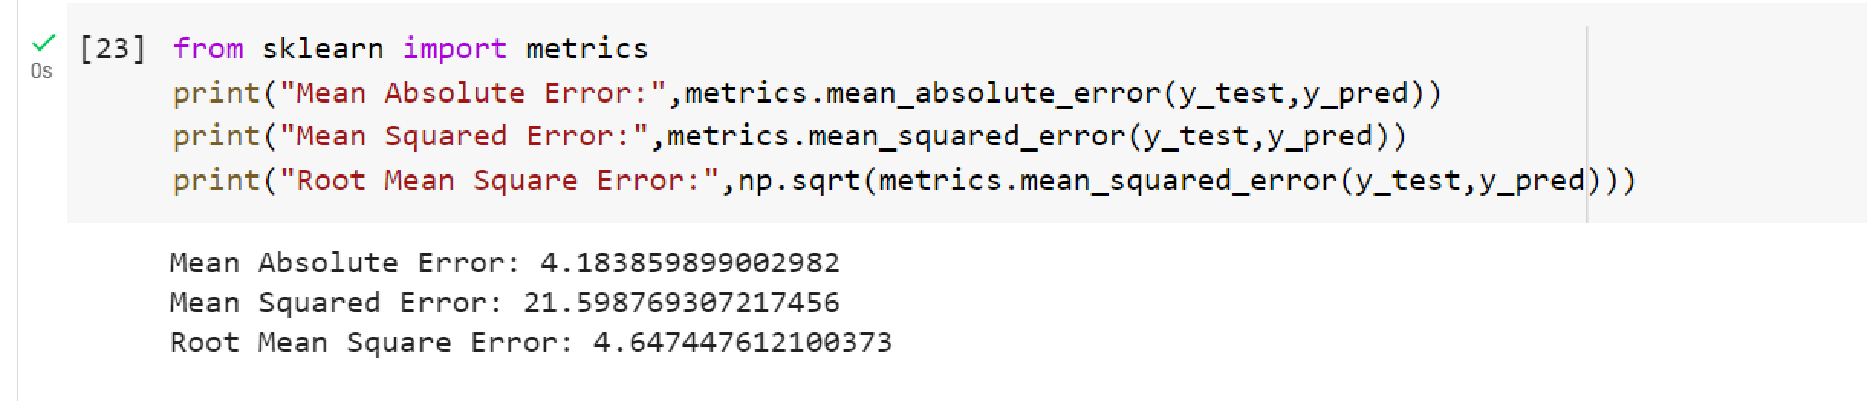 [23] from sklearn import metrics
0s
print("Mean Absolute Error:",metrics.mean_absolute_error(y_test,y_pred))
print("Mean Squared Error:",metrics.mean_squared_error(y_test,y_pred))
print("Root Mean Square Error:",np.sqrt(metrics.mean_squared_error(y_test,y_pred)))
Mean Absolute Error: 4.183859899002982
Mean Squared Error: 21.598769307217456
Root Mean Square Error: 4.647447612100373